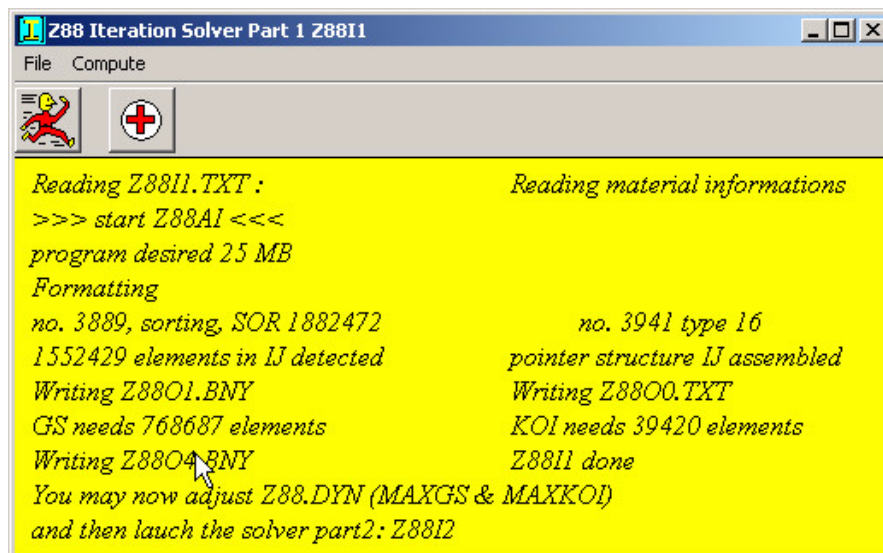 Z88 Iteration Solver Part 1 Z88I1
File Compute
Reading Z88I1.TXT : Reading material informations
>>> start Z88AI <<<
program desired 25 MB
Formatting
no. 3889, sorting, SOR 1882472 no. 3941 type 16
1552429 elements in IJ detected pointer structure IJ assembled
Writing Z88O1.BNY Writing Z88O0.TXT
GS needs 768687 elements KOI needs 39420 elements
Writing Z88O4.BNY Z88I1 done
You may now adjust Z88.DYN (MAXGS & MAXKOI)
and then lauch the solver part2: Z88I2